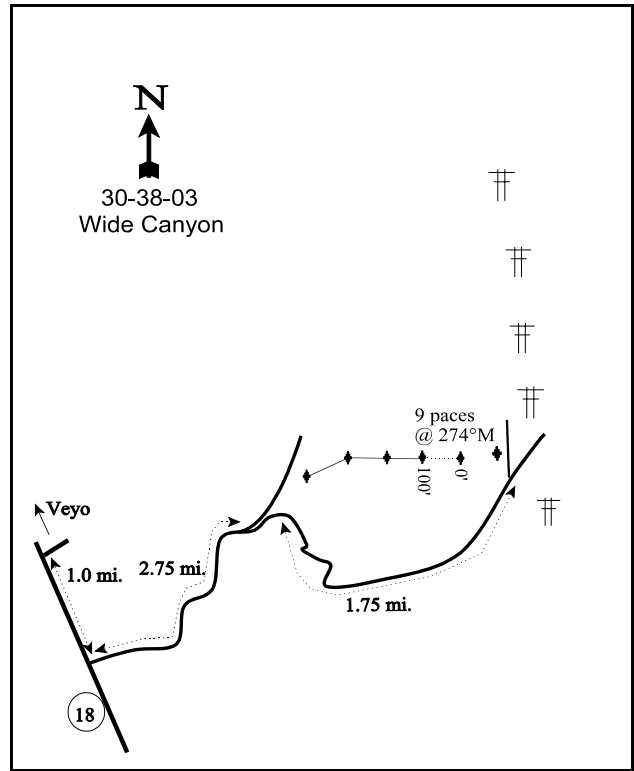 N
30-38-03
Wide Canyon
9 paces
@ 274°M
100'
0'
Veyo
1.0 mi.
2.75 mi.
1.75 mi.
18